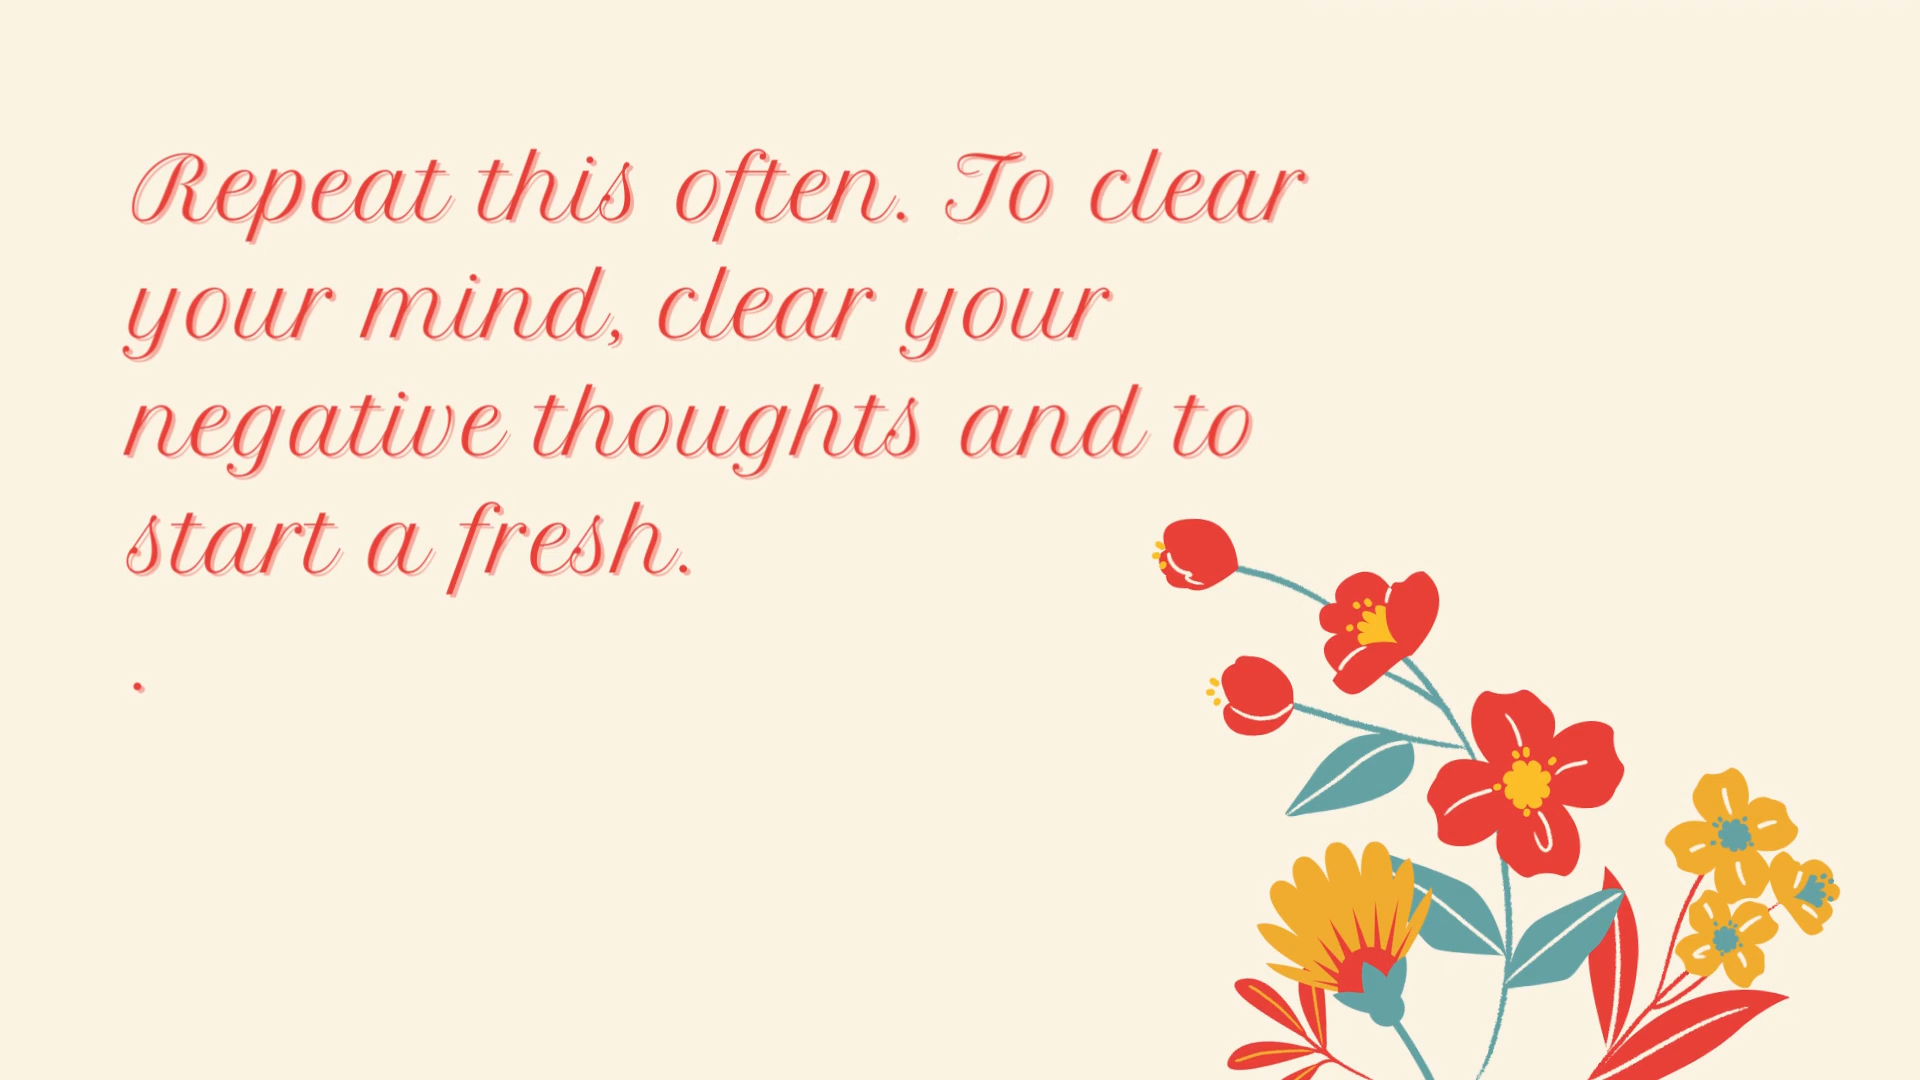 Repeat this often. To clear
your mind, clear your
negative thoughts and to
start a fresh.
.